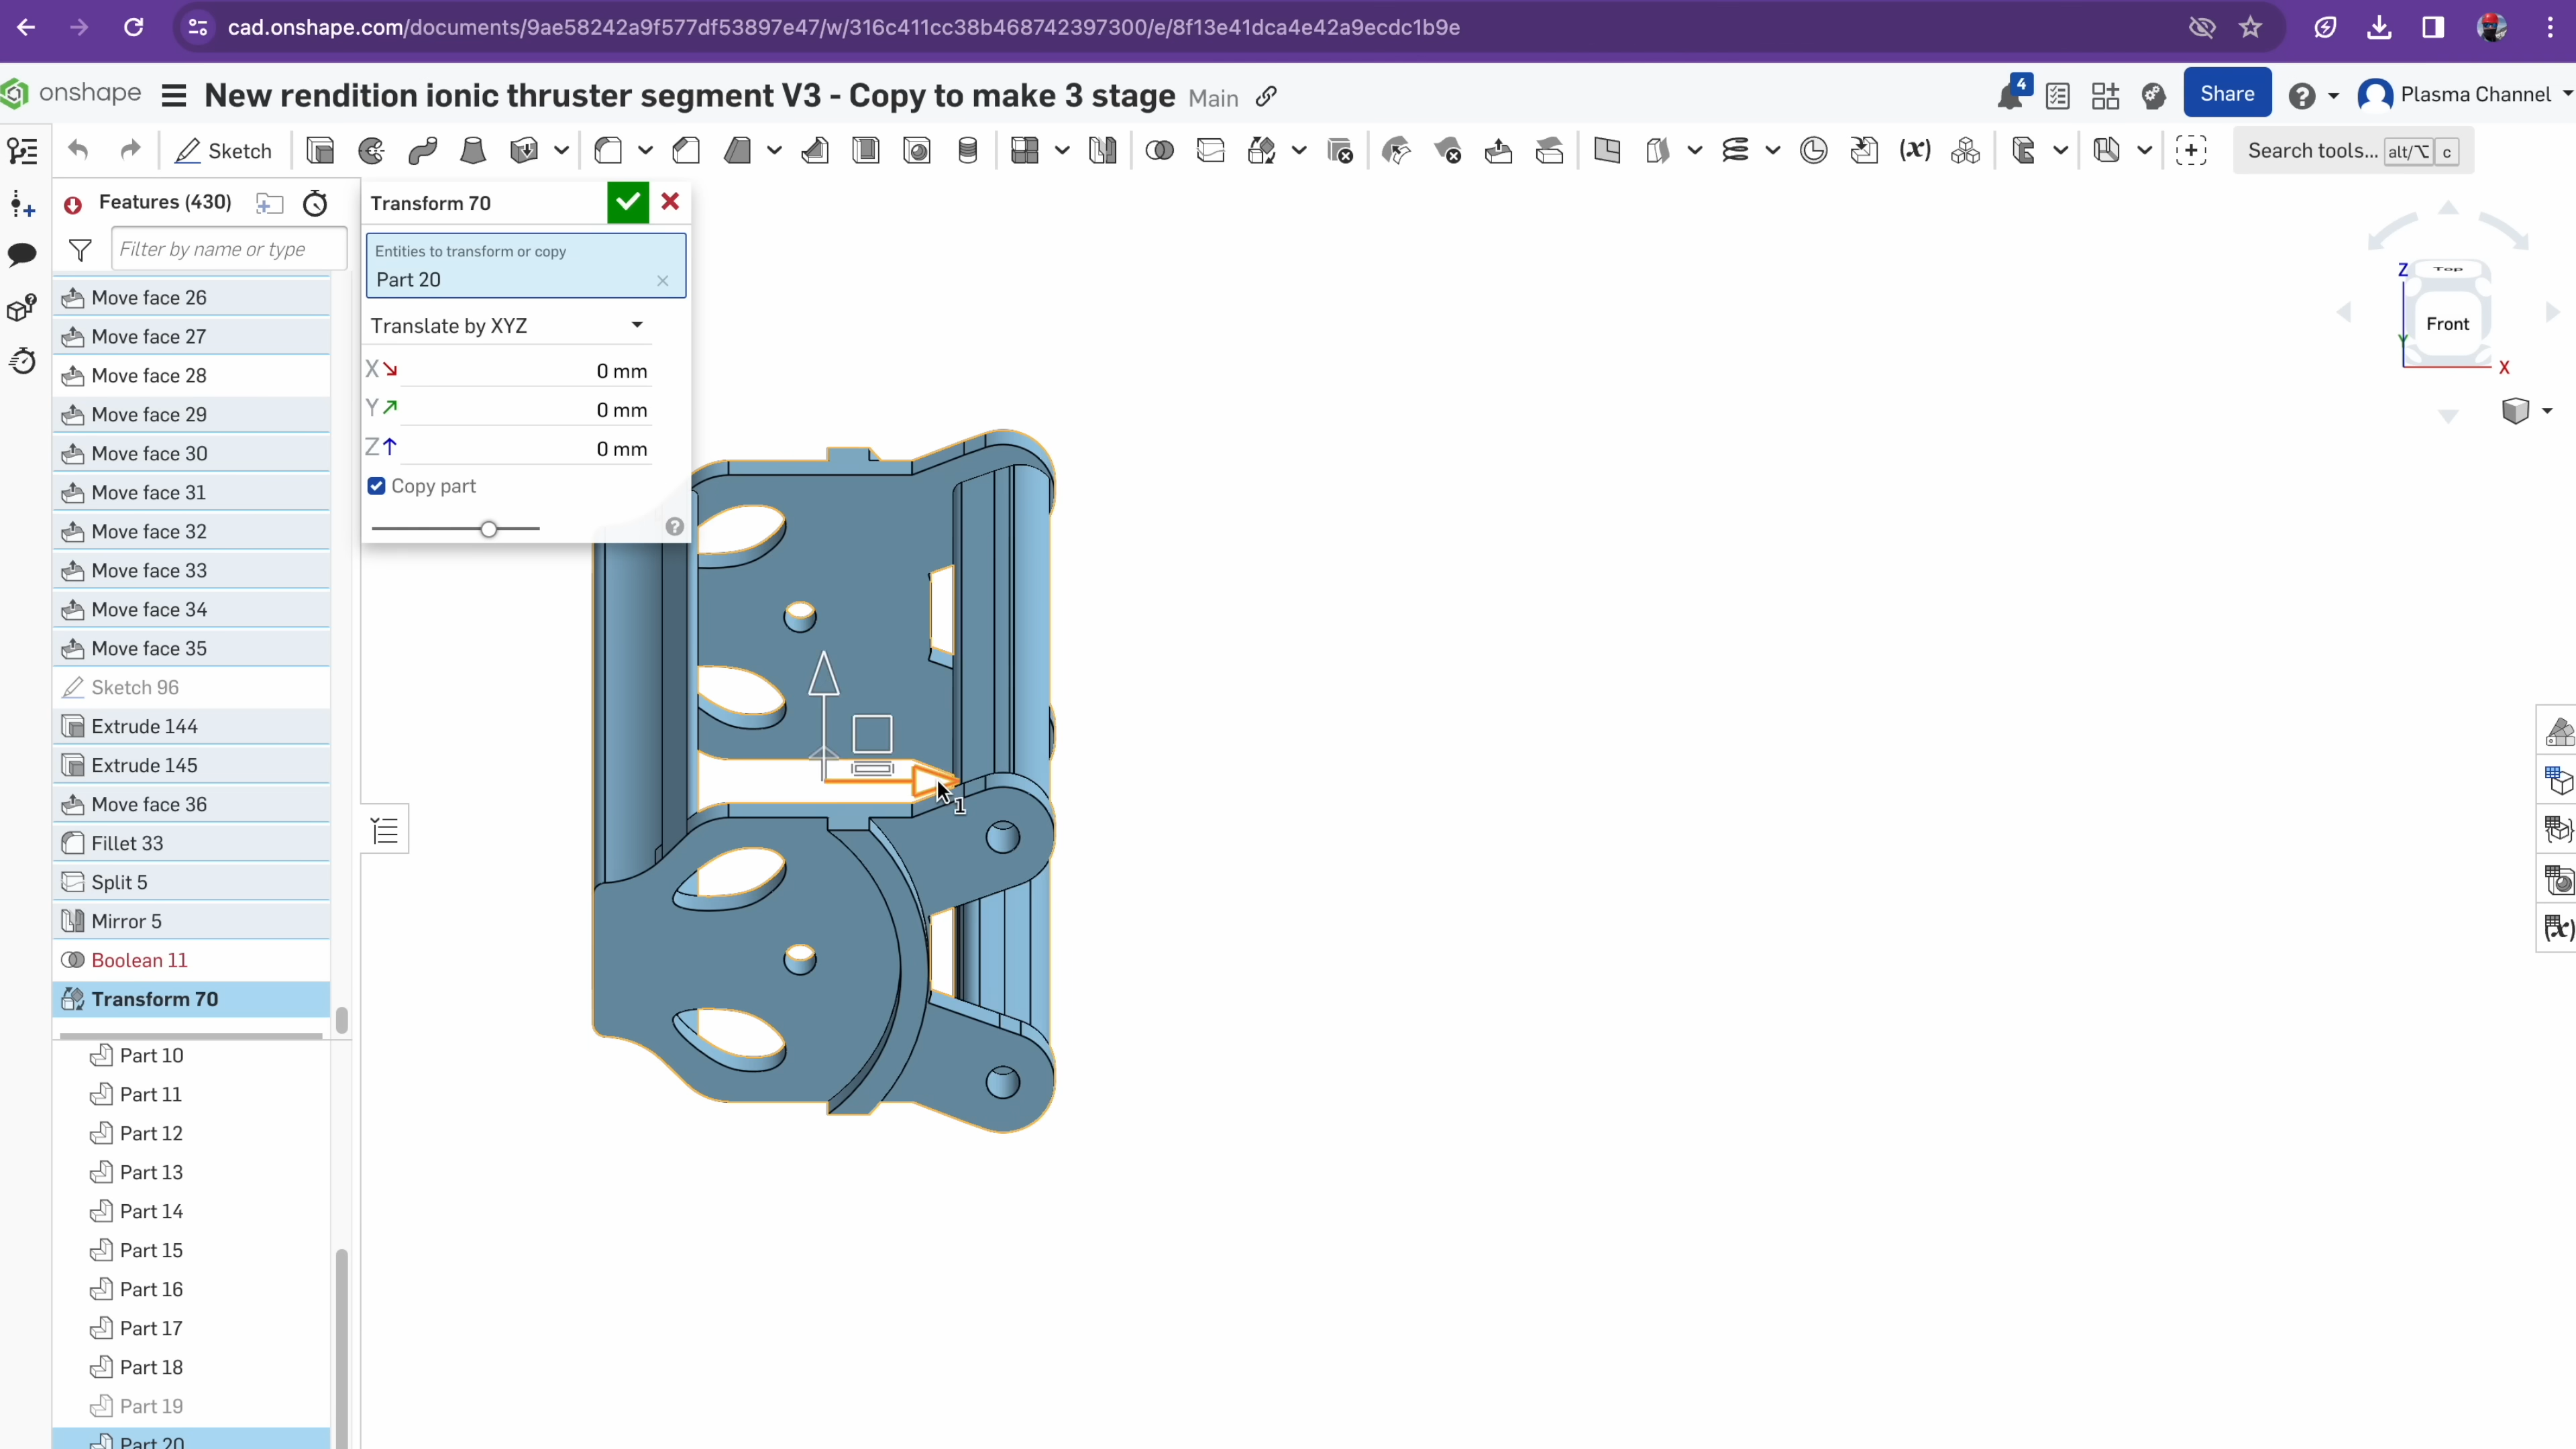 cad.onshape.com/documents/9ae58242a9f577df53897e47/w/316c411cc38b468742397300/e/8f13e41dca4e42a9ecdc1b9e
onshape New rendition ionic thruster segment V3 - Copy to make 3 stage Main 4 Share Plasma Channel
Sketch (x) Search tools... alt/⌥ c
Features (430)
Filter by name or type
Move face 26
Move face 27
Move face 28
Move face 29
Move face 30
Move face 31
Move face 32
Move face 33
Move face 34
Move face 35
Sketch 96
Extrude 144
Extrude 145
Move face 36
Fillet 33
Split 5
Mirror 5
Boolean 11
Transform 70
Part 10
Part 11
Part 12
Part 13
Part 14
Part 15
Part 16
Part 17
Part 18
Part 19
Part 20
Transform 70
Entities to transform or copy
Part 20
Translate by XYZ
X 0 mm
Y 0 mm
Z 0 mm
Copy part
1
Z Top
Front
Y
X
(x)